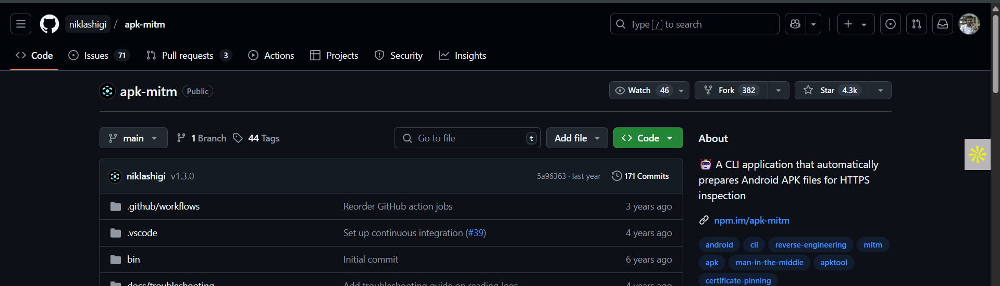 niklashigi / apk-mitm
Type / to search
Code
Issues 71
Pull requests 3
Actions
Projects
Security
Insights
apk-mitm Public
Watch 46
Fork 382
Star 4.3k
main
1 Branch
44 Tags
Go to file t
Add file
Code
niklashigi v1.3.0 5a96363 · last year 171 Commits
.github/workflows Reorder GitHub action jobs 3 years ago
.vscode Set up continuous integration (#39) 4 years ago
bin Initial commit 6 years ago
docs/troubleshooting Add troubleshooting guide on reading logs 4 years ago
About
A CLI application that automatically
prepares Android APK files for HTTPS
inspection
npm.im/apk-mitm
android cli reverse-engineering mitm
apk man-in-the-middle apktool
certificate-pinning